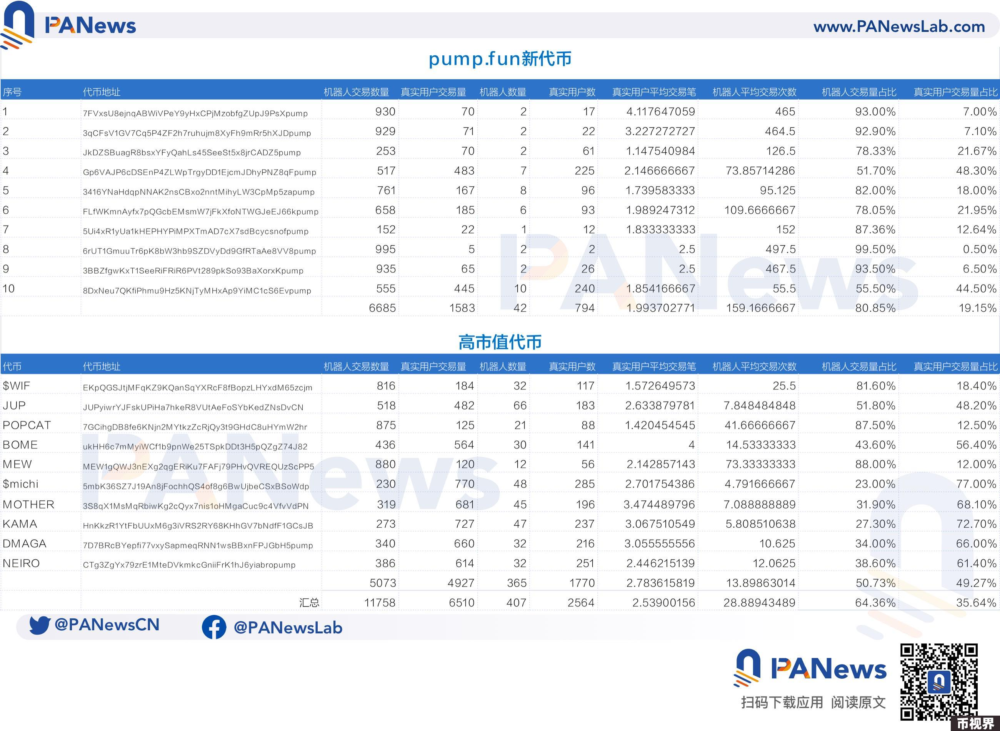 PANews
www.PANewsLab.com
pump.fun新代币
序号 代币地址 机器人交易数量 真实用户交易量 机器人数量 真实用户数 真实用户平均交易笔 机器人平均交易次数 机器人交易量占比 真实用户交易量占比
1 7FVxsU8ejnqABWiVPeY9yHxCPjMzobfgZUpJ9PsXpump 930 70 2 17 4.117647059 465 93.00% 7.00%
2 3qCFsV1GV7Cq5P4ZF2h7ruhujm8XyFh9mRr5hXJDpump 929 71 2 22 3.227272727 464.5 92.90% 7.10%
3 JkDZSBuagR8bsxYFyQahLs45SeeSt5x8jrCADZ5pump 253 70 2 61 1.147540984 126.5 78.33% 21.67%
4 Gp6VAJP6cDSEnP4ZLWpTrgyDD1EjcmJDhyPNZ8qFpump 517 483 7 225 2.146666667 73.85714286 51.70% 48.30%
5 3416YNaHdqpNNAK2nsCBxo2nntMihyLW3CpMp5zapump 761 167 8 96 1.739583333 95.125 82.00% 18.00%
6 FLfWKmnAyfx7pQGcbEMsmW7jFkXfoNTWGJeEJ66kpump 658 185 6 93 1.989247312 109.6666667 78.05% 21.95%
7 5Ui4xR1yUa1kHEPHYPiMPXTmAD7cX7sdBcycsnofpump 152 22 1 12 1.833333333 152 87.36% 12.64%
8 6rUT1GmuuTr6pK8bW3hb9SZDVyDd9GfRTaAe8VV8pump 995 5 2 2 2.5 497.5 99.50% 0.50%
9 3BBZfgwKxT1SeeRiFRiR6PVt289pkSo93BaXorxKpump 935 65 2 26 2.5 467.5 93.50% 6.50%
10 8DxNeu7QKfiPhmu9Hz5KNjTyMHxAp9YiMC1cS6Evpump 555 445 10 240 1.854166667 55.5 55.50% 44.50%
6685 1583 42 794 1.993702771 159.1666667 80.85% 19.15%
高市值代币
代币 代币地址 机器人交易数量 真实用户交易量 机器人数量 真实用户数 真实用户平均交易笔 机器人平均交易次数 机器人交易量占比 真实用户交易量占比
$WIF EKpQGSJtjMFqKZ9KQanSqYXRcF8fBopzLHYxdM65zcjm 816 184 32 117 1.572649573 25.5 81.60% 18.40%
JUP JUPyiwrYJFskUPiHa7hkeR8VUtAeFoSYbKedZNsDvCN 518 482 66 183 2.633879781 7.848484848 51.80% 48.20%
POPCAT 7GCihgDB8fe6KNjn2MYtkzZcRjQy3t9GHdC8uHYmW2hr 875 125 21 88 1.420454545 41.66666667 87.50% 12.50%
BOME ukHH6c7mMyiWCf1b9pnWe25TSpkDDt3H5pQZgZ74J82 436 564 30 141 4 14.53333333 43.60% 56.40%
MEW MEW1gQWJ3nEXg2qgERiKu7FAFj79PHvQVREQUzScPP5 880 120 12 56 2.142857143 73.33333333 88.00% 12.00%
$michi 5mbK36SZ7J19An8jFochhQS4of8g6BwUjbeCSxBSoWdp 230 770 48 285 2.701754386 4.791666667 23.00% 77.00%
MOTHER 3S8qX1MsMqRbiwKg2cQyx7nis1oHMgaCuc9c4VfvVdPN 319 681 45 196 3.474489796 7.088888889 31.90% 68.10%
KAMA HnKkzR1YtFbUUxM6g3iVRS2RY68KHhGV7bNdfF1GCsJB 273 727 47 237 3.067510549 5.808510638 27.30% 72.70%
DMAGA 7D7BRcBYepfi77vxySapmeqRNN1wsBBxnFPJGbH5pump 340 660 32 216 3.055555556 10.625 34.00% 66.00%
NEIRO CTg3ZgYx79zrE1MteDVkmkcGniiFrK1hJ6yiabropump 386 614 32 251 2.446215139 12.0625 38.60% 61.40%
5073 4927 365 1770 2.783615819 13.89863014 50.73% 49.27%
汇总 11758 6510 407 2564 2.53900156 28.88943489 64.36% 35.64%
@PANewsCN @PANewsLab
PANews
扫码下载应用 阅读原文
币视界